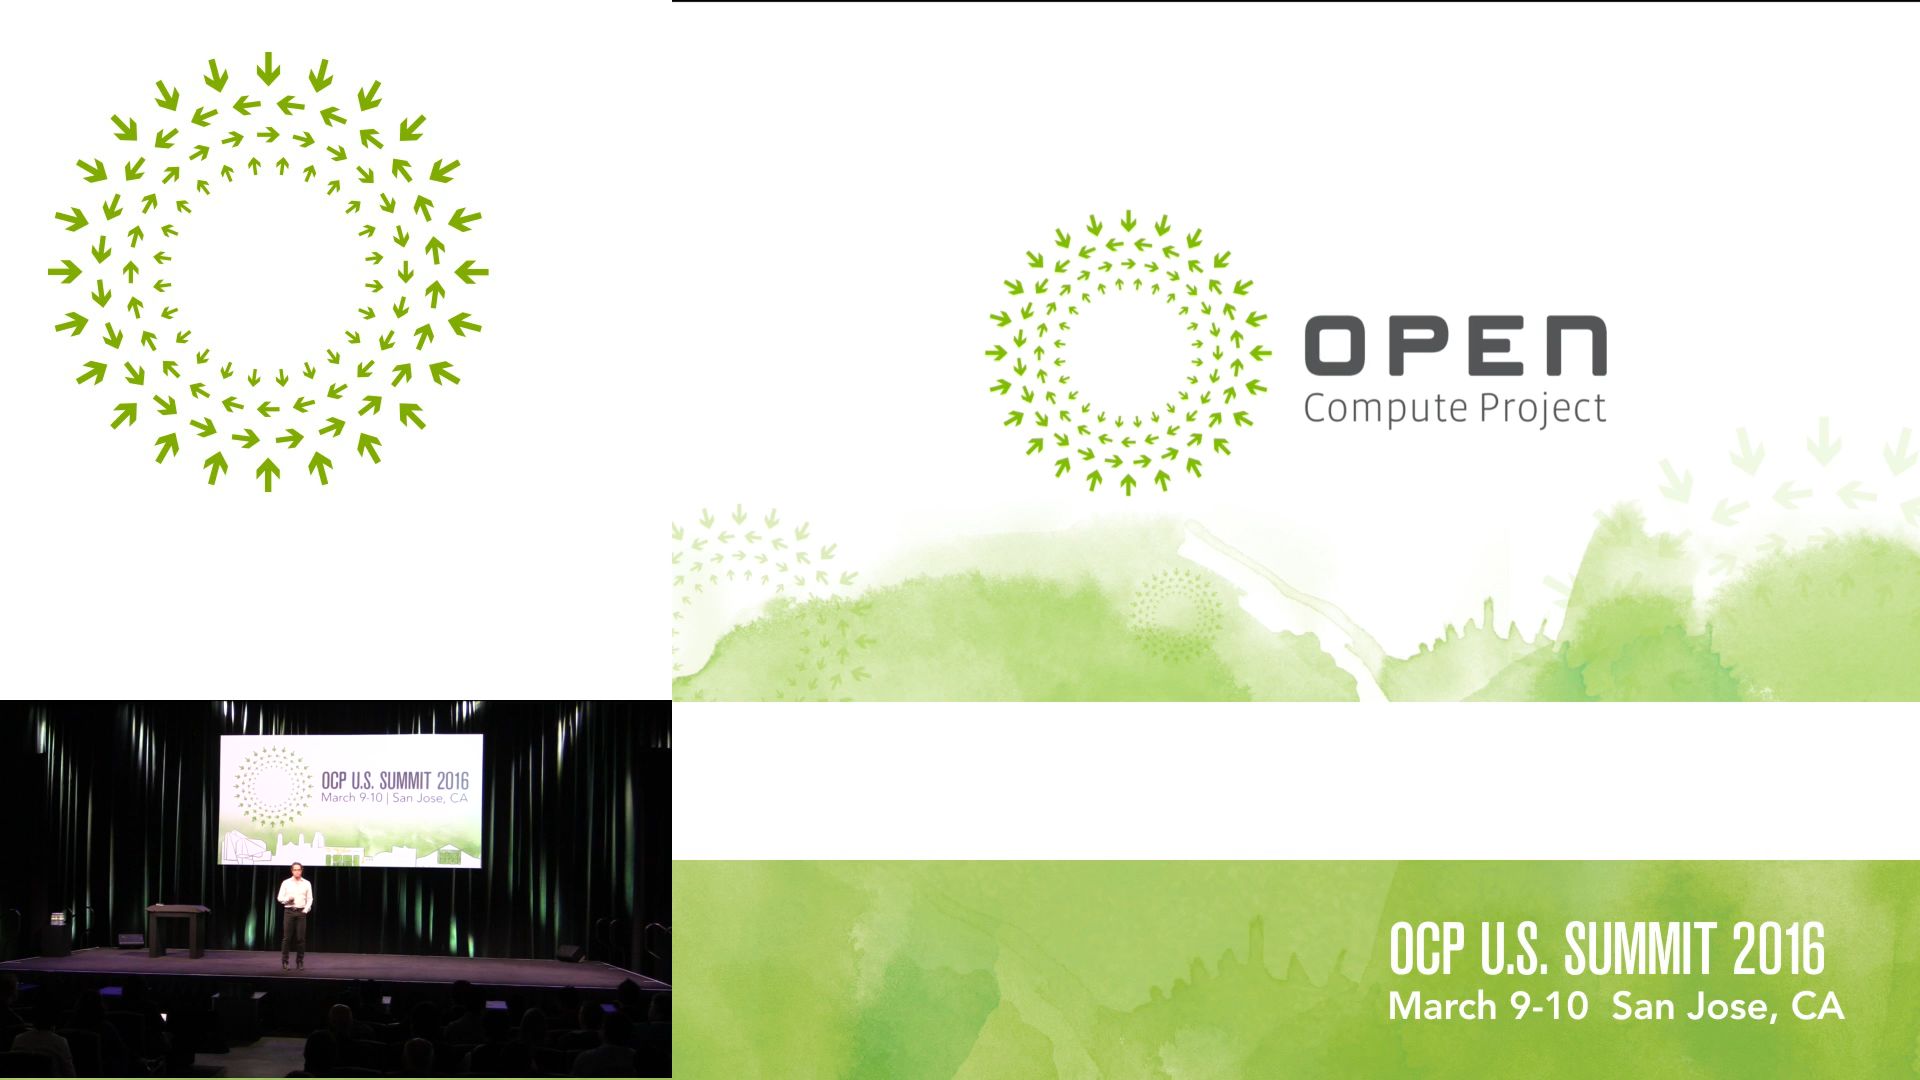 OPEN
Compute Project
OCP U.S. SUMMIT 2016
March 9-10 | San Jose, CA
OCP U.S. SUMMIT 2016
March 9-10 San Jose, CA